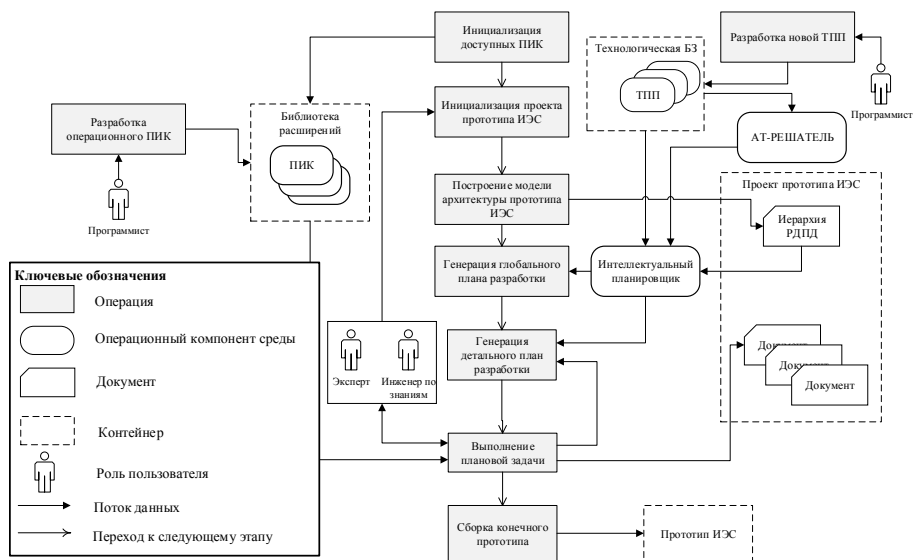 Инициализация
доступных ПИК
Технологическая БЗ
ТПП
Разработка новой ТПП
Программист
Разработка
операционного ПИК
Программист
Библиотека
расширений
ПИК
Инициализация проекта
прототипа ИЭС
АТ-РЕШАТЕЛЬ
Построение модели
архитектуры прототипа
ИЭС
Проект прототипа ИЭС
Иерархия
РДПД
Генерация глобального
плана разработки
Интеллектуальный
планировщик
Ключевые обозначения
Операция
Операционный компонент среды
Документ
Контейнер
Роль пользователя
Поток данных
Переход к следующему этапу
Эксперт
Инженер по
знаниям
Генерация
детального план
разработки
Документ
Документ
Документ
Выполнение
плановой задачи
Сборка конечного
прототипа
Прототип ИЭС